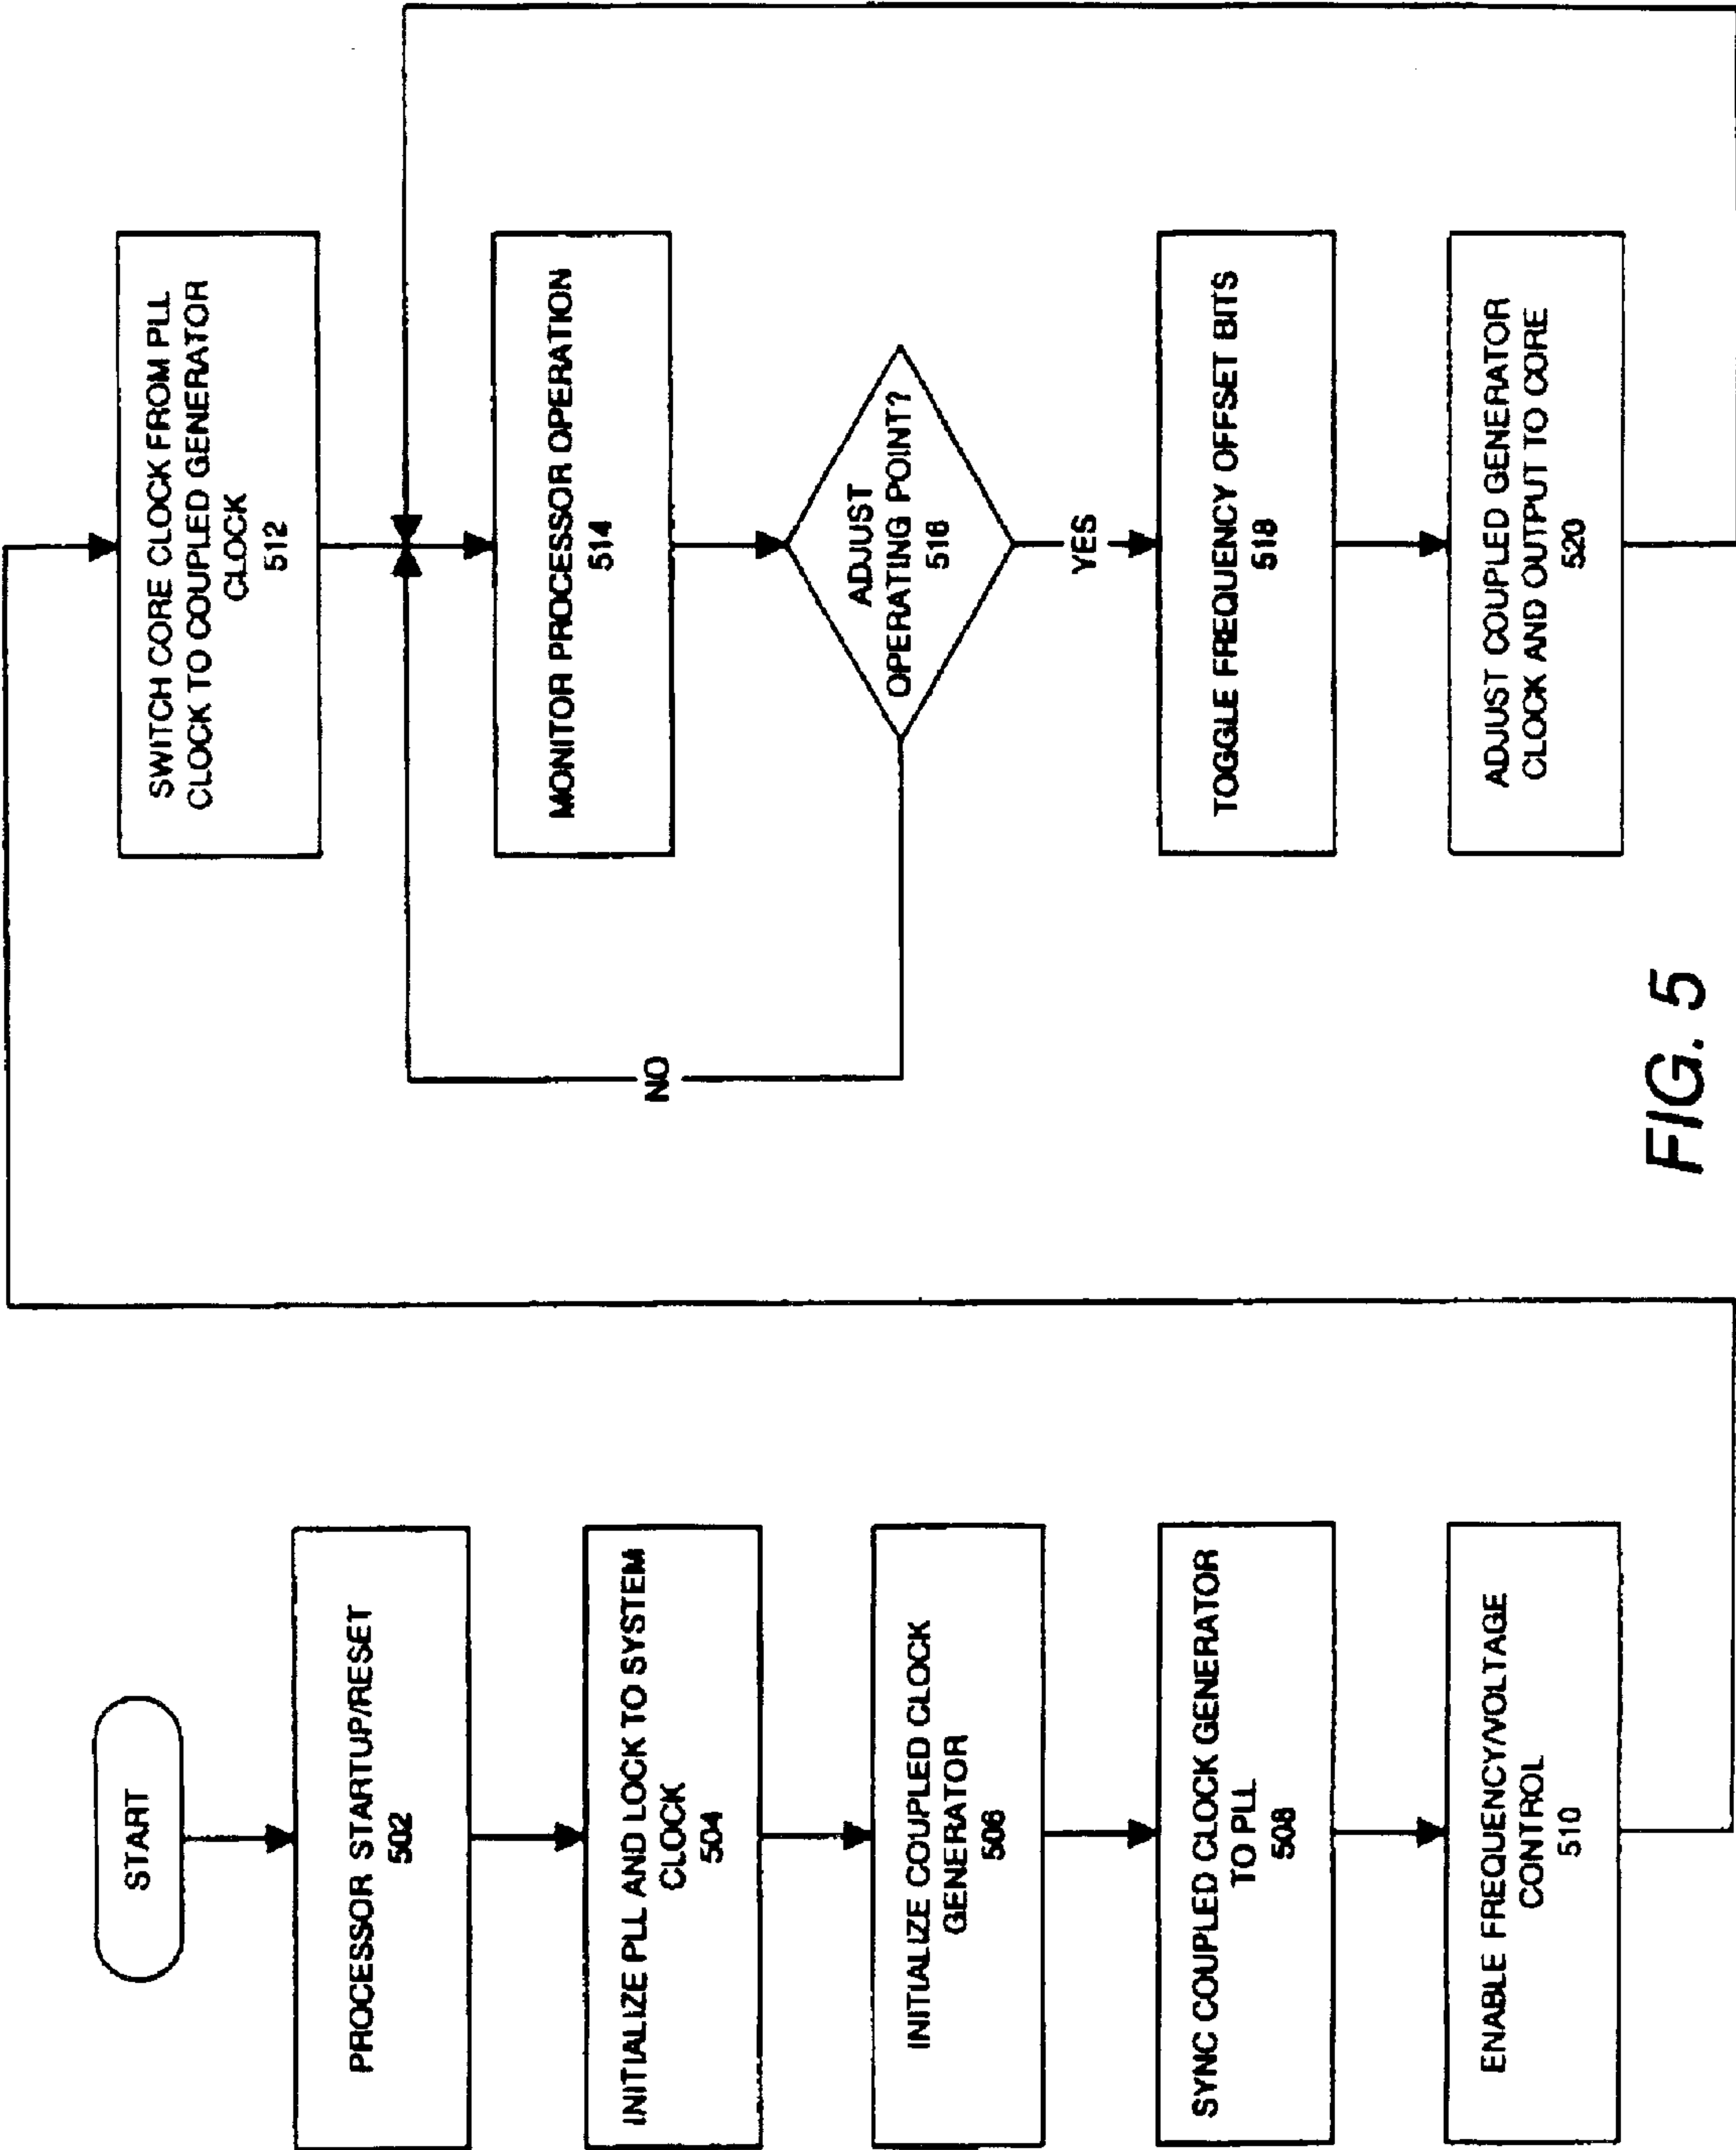 START
PROCESSOR STARTUP/RESET
502
INITIALIZE PLL AND LOCK TO SYSTEM
CLOCK
504
INITIALIZE COUPLED CLOCK
GENERATOR
506
SYNC COUPLED CLOCK GENERATOR
TO PLL
508
ENABLE FREQUENCY/VOLTAGE
CONTROL
510
SWITCH CORE CLOCK FROM PLL
CLOCK TO COUPLED GENERATOR
CLOCK
512
MONITOR PROCESSOR OPERATION
514
ADJUST
OPERATING POINT?
516
NO
YES
TOGGLE FREQUENCY OFFSET BITS
518
ADJUST COUPLED GENERATOR
CLOCK AND OUTPUT TO CORE
520
FIG. 5